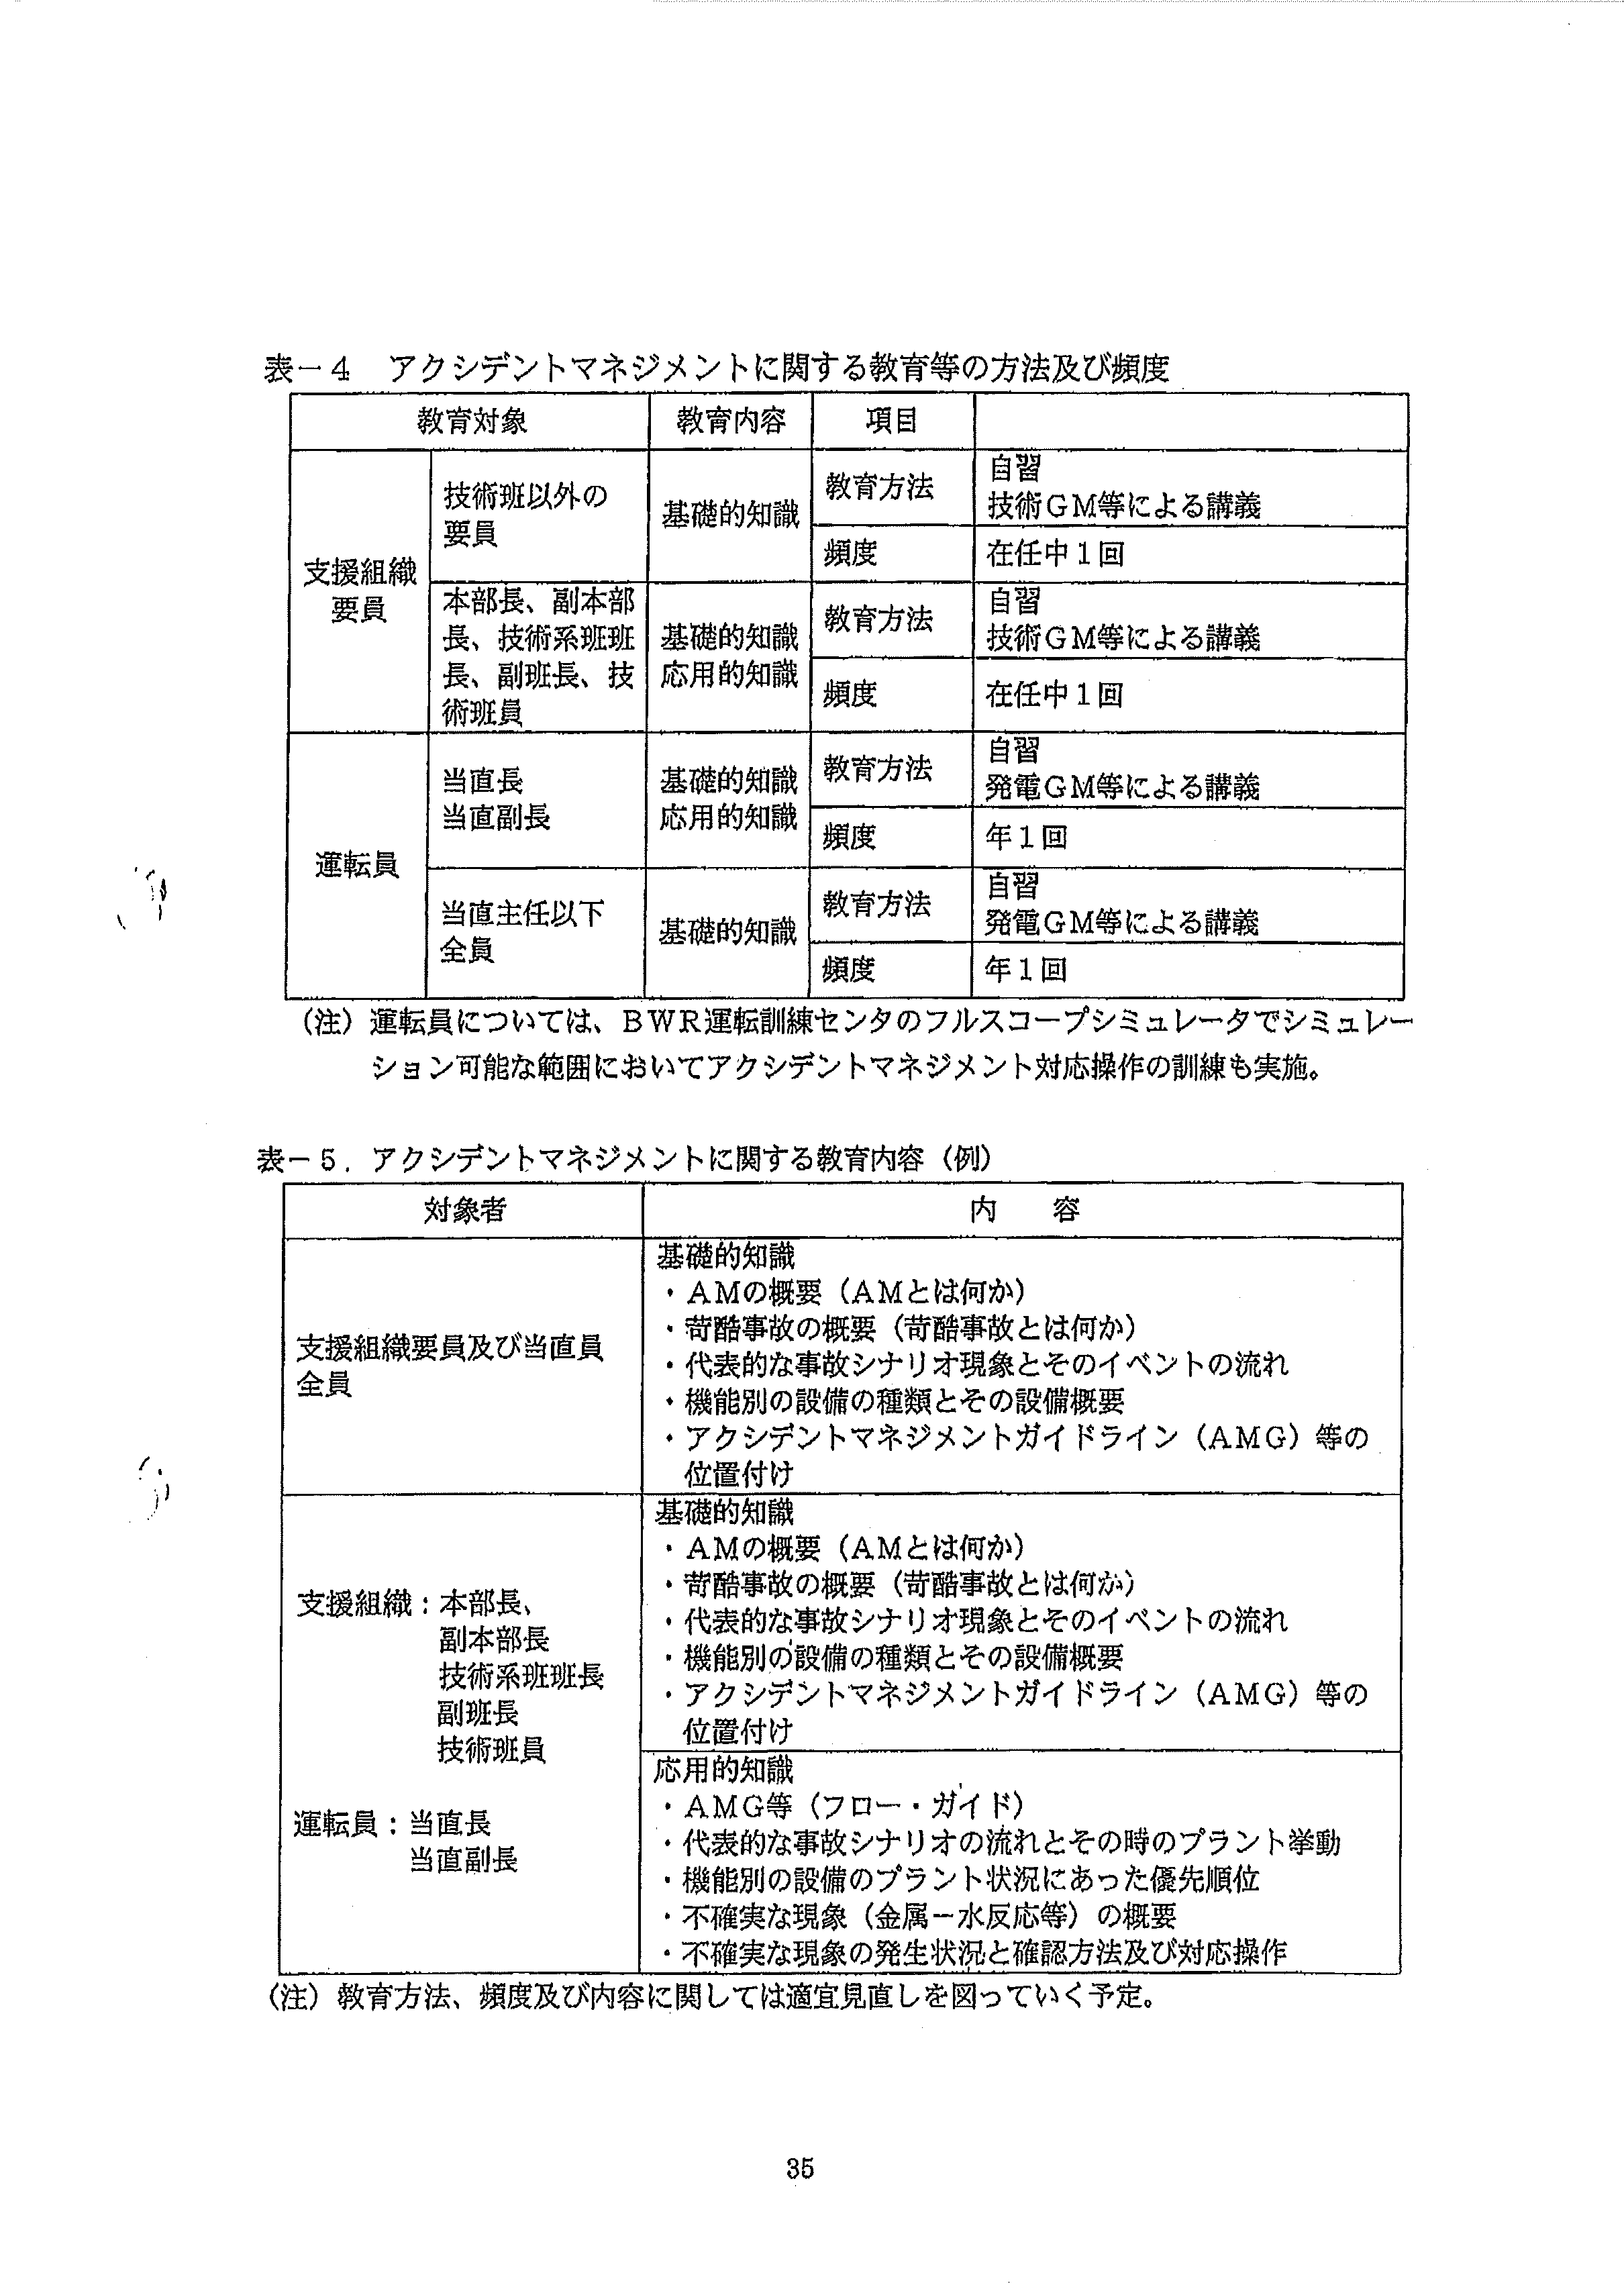 表－４　アクシデントマネジメントに関する教育等の方法及び頻度
教育対象　教育内容　項目
支援組織
要員
技術班以外の
要員
基礎的知識
教育方法
自習
技術ＧＭ等による講義
頻度
在任中１回
本部長、副本部
長、技術系班班
長、副班長、技
術班員
基礎的知識
応用的知識
教育方法
自習
技術ＧＭ等による講義
頻度
在任中１回
運転員
当直長
当直副長
基礎的知識
応用的知識
教育方法
自習
発電ＧＭ等による講義
頻度
年１回
当直主任以下
全員
基礎的知識
教育方法
自習
発電ＧＭ等による講義
頻度
年１回
（注）運転員については、ＢＷＲ運転訓練センタのフルスコープシミュレータでシミュレー
ション可能な範囲においてアクシデントマネジメント対応操作の訓練も実施。
表－５．アクシデントマネジメントに関する教育内容（例）
対象者　内　容
支援組織要員及び当直員
全員
基礎的知識
・ＡＭの概要（ＡＭとは何か）
・苛酷事故の概要（苛酷事故とは何か）
・代表的な事故シナリオ現象とそのイベントの流れ
・機能別の設備の種類とその設備概要
・アクシデントマネジメントガイドライン（ＡＭＧ）等の
位置付け
支援組織：本部長、
副本部長
技術系班班長
副班長
技術班員
運転員：当直長
当直副長
基礎的知識
・ＡＭの概要（ＡＭとは何か）
・苛酷事故の概要（苛酷事故とは何か）
・代表的な事故シナリオ現象とそのイベントの流れ
・機能別の設備の種類とその設備概要
・アクシデントマネジメントガイドライン（ＡＭＧ）等の
位置付け
応用的知識
・ＡＭＧ等（フロー・ガイド）
・代表的な事故シナリオの流れとその時のプラント挙動
・機能別の設備のプラント状況にあった優先順位
・不確実な現象（金属－水反応等）の概要
・不確実な現象の発生状況と確認方法及び対応操作
（注）教育方法、頻度及び内容に関しては適宜見直しを図っていく予定。
35